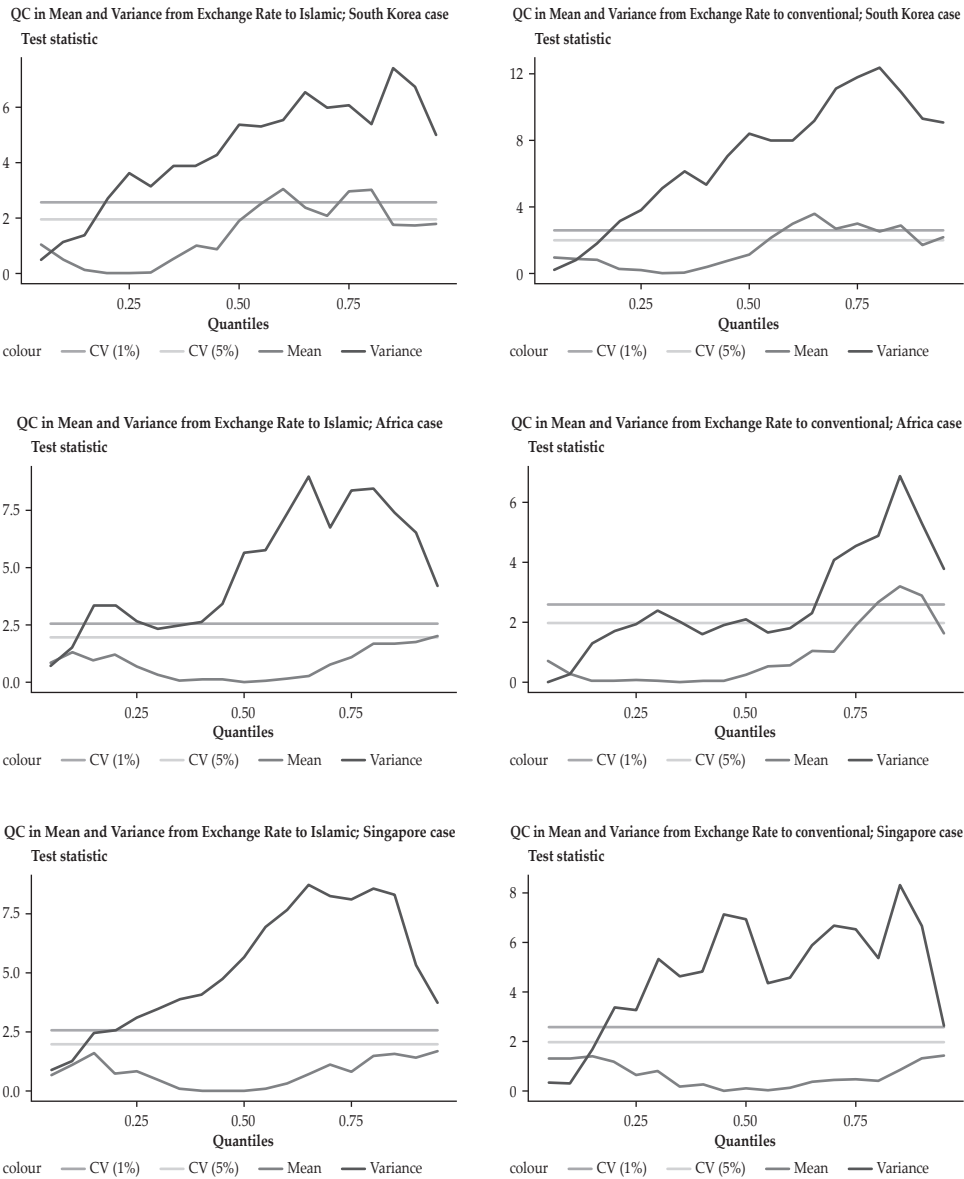 QC in Mean and Variance from Exchange Rate to Islamic; South Korea case
Test statistic
6
4
2
0
0.25 0.50 0.75
Quantiles
colour CV (1%) CV (5%) Mean Variance
QC in Mean and Variance from Exchange Rate to conventional; South Korea case
Test statistic
12
8
4
0
0.25 0.50 0.75
Quantiles
colour CV (1%) CV (5%) Mean Variance
QC in Mean and Variance from Exchange Rate to Islamic; Africa case
Test statistic
7.5
5.0
2.5
0.0
0.25 0.50 0.75
Quantiles
colour CV (1%) CV (5%) Mean Variance
QC in Mean and Variance from Exchange Rate to conventional; Africa case
Test statistic
6
4
2
0
0.25 0.50 0.75
Quantiles
colour CV (1%) CV (5%) Mean Variance
QC in Mean and Variance from Exchange Rate to Islamic; Singapore case
Test statistic
7.5
5.0
2.5
0.0
0.25 0.50 0.75
Quantiles
colour CV (1%) CV (5%) Mean Variance
QC in Mean and Variance from Exchange Rate to conventional; Singapore case
Test statistic
8
6
4
2
0
0.25 0.50 0.75
Quantiles
colour CV (1%) CV (5%) Mean Variance